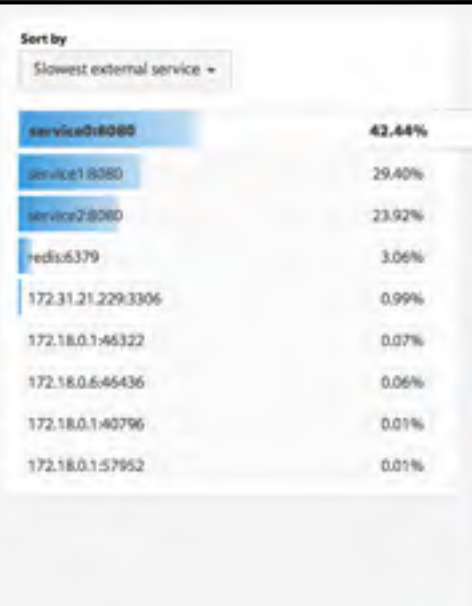 Sort by
Slowest external service
service0:8080 42.44%
service1:8080 29.40%
service2:8080 23.92%
redis:6379 3.06%
172.31.21.229:3306 0.99%
172.18.0.1:46322 0.07%
172.18.0.6:46436 0.06%
172.18.0.1:40796 0.01%
172.18.0.1:57952 0.01%